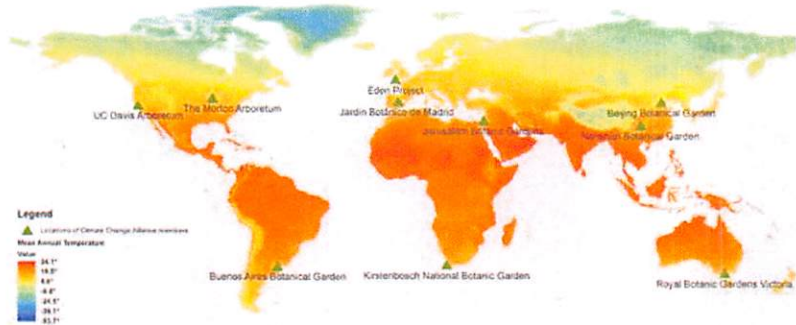 Eden Project
UC Davis Arboretum
The Morton Arboretum
Jardín Botánico de Madrid
Jerusalem Botanic Gardens
Beijing Botanical Garden
Botanical Garden
Legend
Locations of Climate Change Alliance members
Mean Annual Temperature
Value
Buenos Aires Botanical Garden
Kirstenbosch National Botanic Garden
Royal Botanic Gardens Victoria